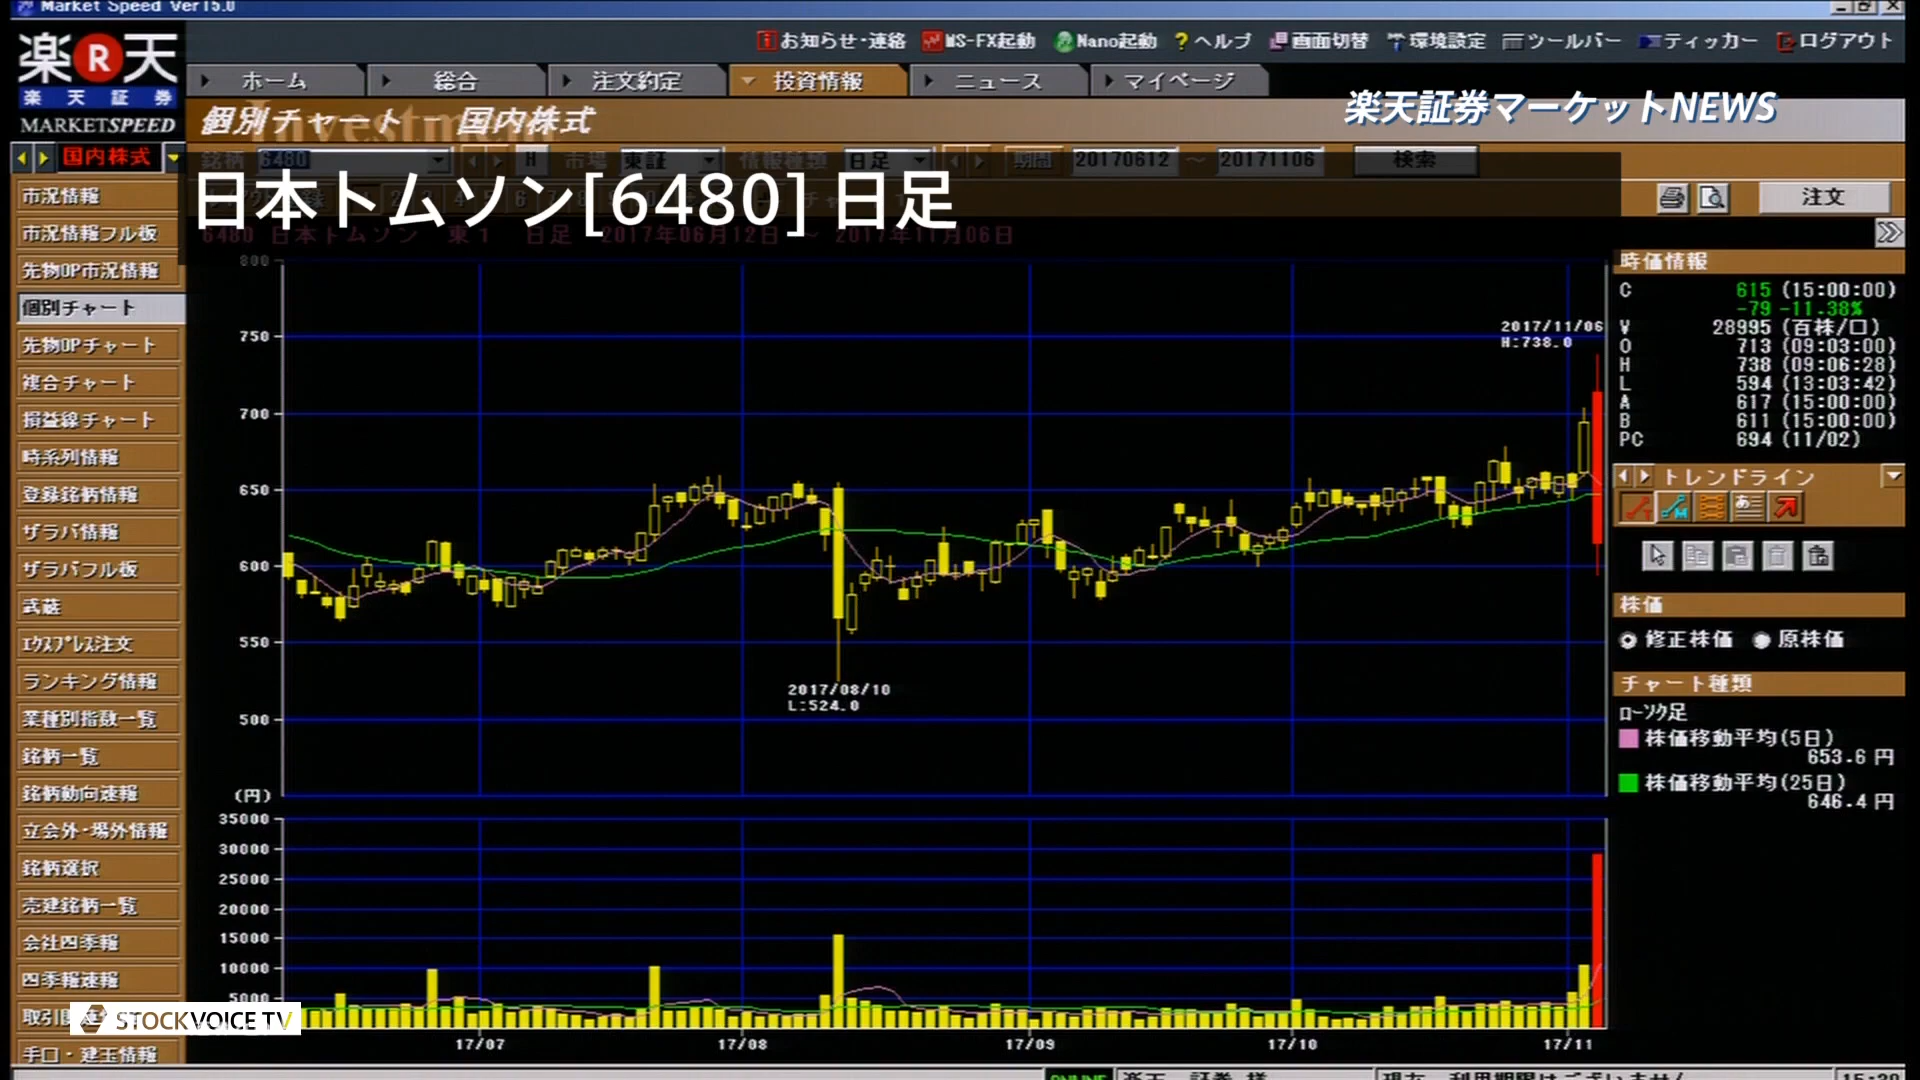 Market Speed Ver15.0
楽R天
楽天証券
MARKETSPEED
お知らせ・連絡 MS-FX起動 Nano起動 ?ヘルプ 画面切替 環境設定 ツールバー ティッカー ログアウト
ホーム 総合 注文約定 投資情報 ニュース マイページ
個別チャート - 国内株式
楽天証券マーケットNEWS
国内株式
銘柄 6480 市場 東証 情報種類 日足 期間 20170612 ～ 20171106 検索
日本トムソン[6480] 日足
6480 日本トムソン 東1 日足 2017年06月12日 ～ 2017年11月06日
注文
市況情報
市況情報フル板
先物OP市況情報
個別チャート
先物OPチャート
複合チャート
損益線チャート
時系列情報
登録銘柄情報
ザラバ情報
ザラバフル板
武蔵
エクスプレス注文
ランキング情報
業種別指数一覧
銘柄一覧
銘柄動向速報
立会外・場外情報
銘柄選択
売建銘柄一覧
会社四季報
四季報速報
手口・建玉情報
STOCKVOICE TV
800
750
700
650
600
550
500
(円)
2017/11/06
H:738.0
2017/08/10
L:524.0
35000
30000
25000
20000
15000
10000
5000
17/07 17/08 17/09 17/10 17/11
時価情報
C 615 (15:00:00)
-79 -11.38%
V 28995 (百株/口)
O 713 (09:03:00)
H 738 (09:06:28)
L 594 (13:03:42)
A 617 (15:00:00)
B 611 (15:00:00)
PC 694 (11/02)
トレンドライン
株価
修正株価 原株価
チャート種類
ローソク足
株価移動平均(5日)
653.6 円
株価移動平均(25日)
646.4 円
ONLINE